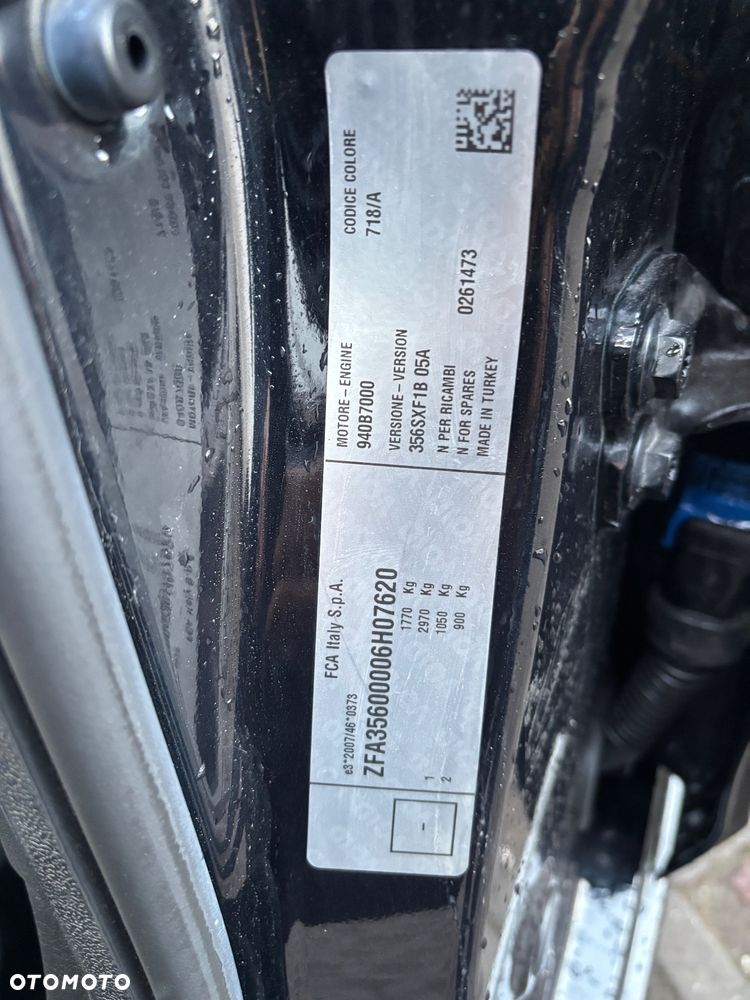 FCA Italy S.p.A.
e3*2007/46*0373
ZFA35600006H07620
1770 Kg
2970 Kg
1 1050 Kg
2 900 Kg
-
MOTORE-ENGINE
940B7000
VERSIONE-VERSION
356SXF1B 05A
N PER RICAMBI
N FOR SPARES 0261473
MADE IN TURKEY
CODICE COLORE
718/A
OTOMOTO